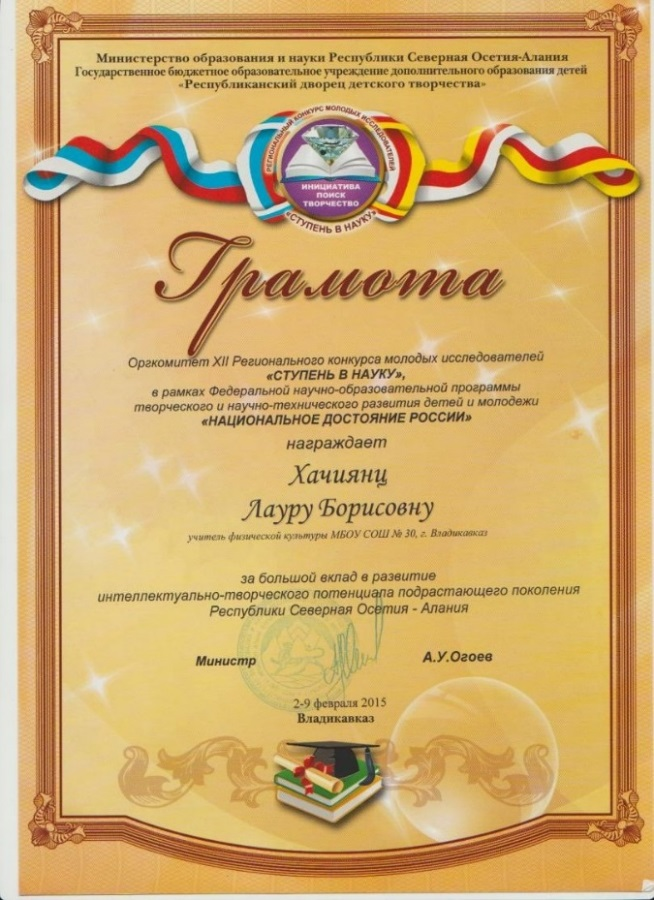 Министерство образования и науки Республики Северная Осетия-Алания
Государственное бюджетное образовательное учреждение дополнительного образования детей
«Республиканский дворец детского творчества»
РЕГИОНАЛЬНЫЙ КОНКУРС МОЛОДЫХ ИССЛЕДОВАТЕЛЕЙ
ИНИЦИАТИВА
ПОИСК
ТВОРЧЕСТВО
«СТУПЕНЬ В НАУКУ»
Грамота
Оргкомитет XII Регионального конкурса молодых исследователей
«СТУПЕНЬ В НАУКУ»,
в рамках Федеральной научно-образовательной программы
творческого и научно-технического развития детей и молодежи
«НАЦИОНАЛЬНОЕ ДОСТОЯНИЕ РОССИИ»
награждает
Хачиянц
Лауру Борисовну
учитель физической культуры МБОУ СОШ № 30, г. Владикавказ
за большой вклад в развитие
интеллектуально-творческого потенциала подрастающего поколения
Республики Северная Осетия - Алания
Министр А.У.Огоев
2-9 февраля 2015
Владикавказ